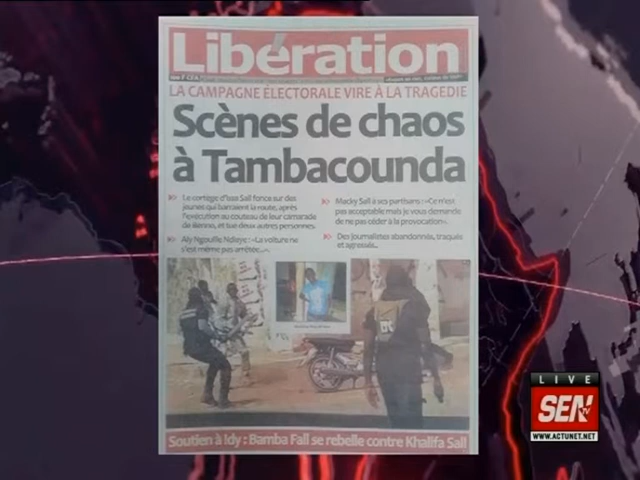 Libération
LA CAMPAGNE ÉLECTORALE VIRE À LA TRAGEDIE
Scènes de chaos
à Tambacounda
Le cortège d'Issa Sall fonce sur des
jeunes qui barraient la route, après
l'exécution au couteau de leur camarade
de Benno, et tue deux autres personnes
Aly Ngouille Ndiaye : «La voiture ne
s'est même pas arrêtée...».
Macky Sall à ses partisans : «Ce n'est
pas acceptable mais je vous demande
de ne pas céder à la provocation».
Des journalistes abandonnés, traqués
et agressés...
Soutien à Idy : Bamba Fall se rebelle contre Khalifa Sall
LIVE
SEN TV
WWW.ACTUNET.NET